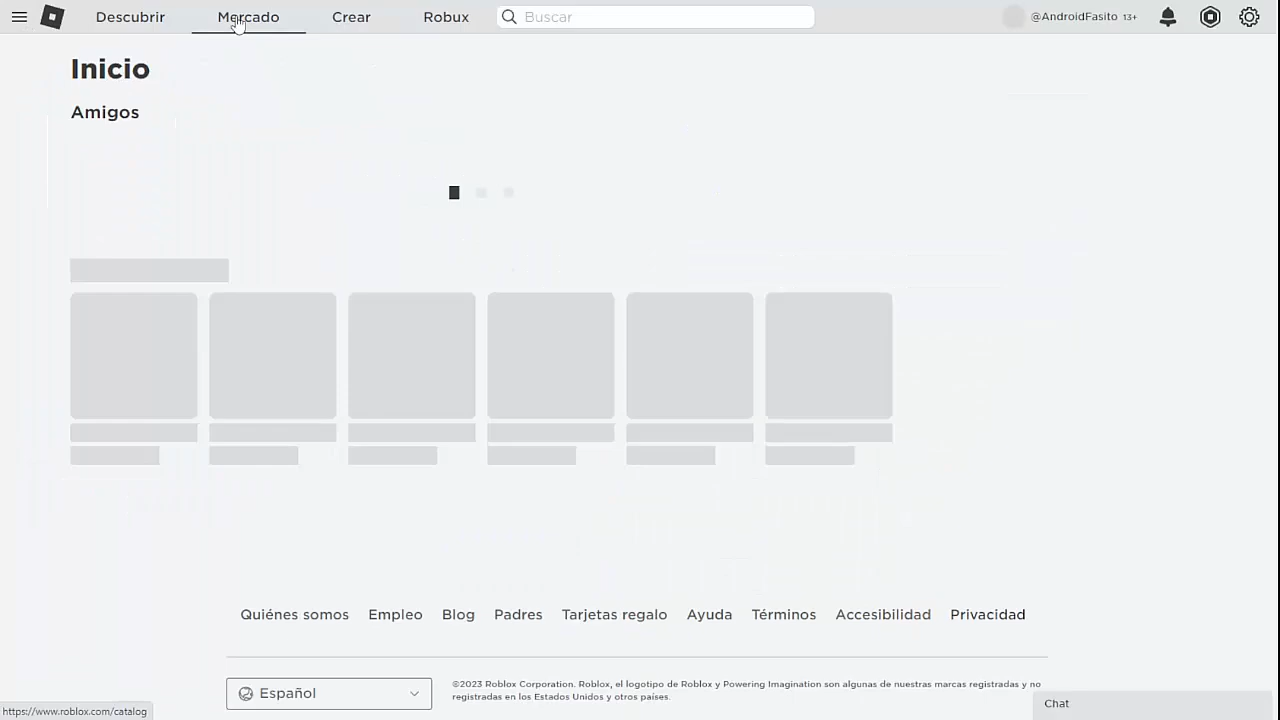 Descubrir Mercado Crear Robux Buscar @AndroidFasito 13+
Inicio
Amigos
Quiénes somos Empleo Blog Padres Tarjetas regalo Ayuda Términos Accesibilidad Privacidad
Español
©2023 Roblox Corporation. Roblox, el logotipo de Roblox y Powering Imagination son algunas de nuestras marcas registradas y no
registradas en los Estados Unidos y otros países.
Chat
https://www.roblox.com/catalog